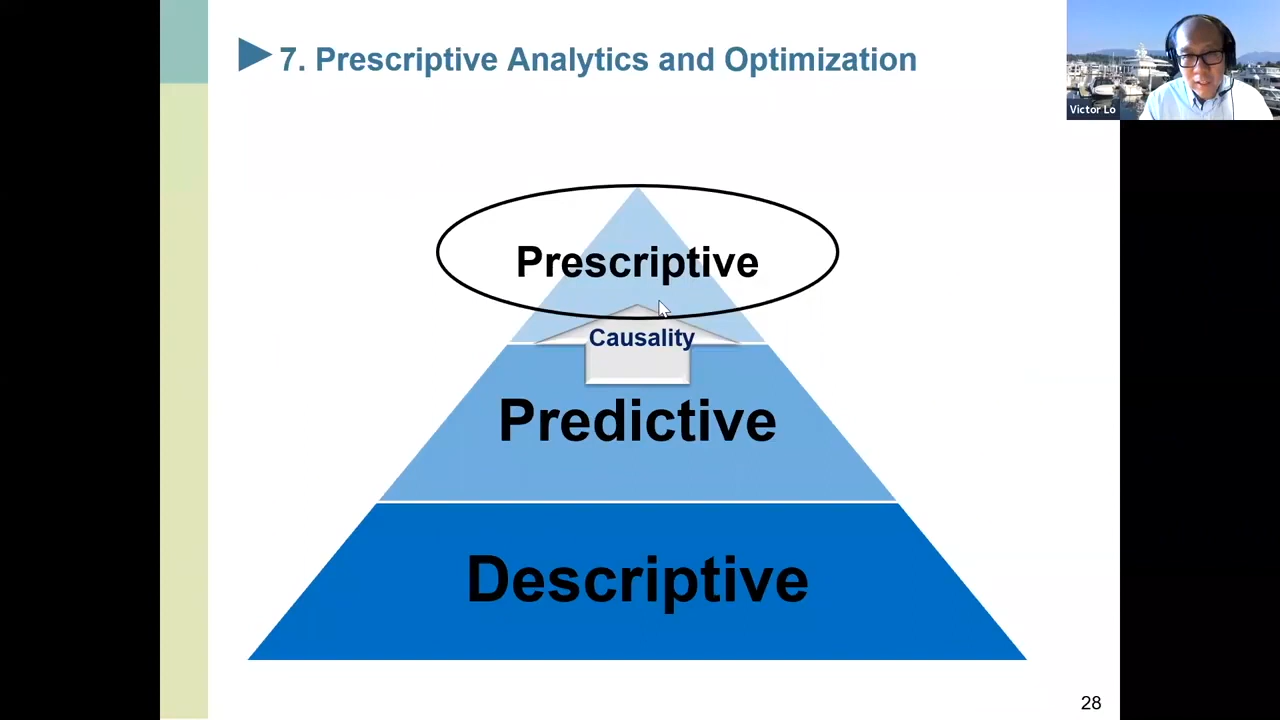 7. Prescriptive Analytics and Optimization
Victor Lo
Prescriptive
Causality
Predictive
Descriptive
28